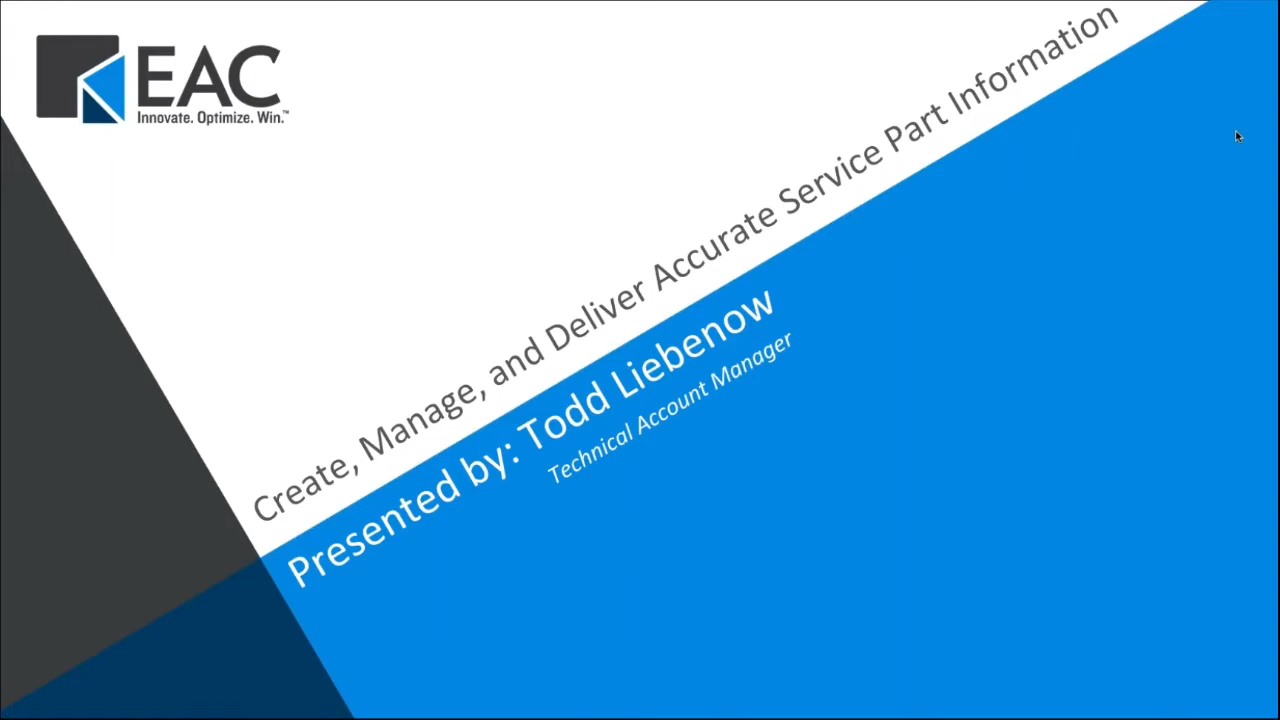 EAC
Innovate. Optimize. Win.™
Create, Manage, and Deliver Accurate Service Part Information
Presented by: Todd Liebenow
Technical Account Manager